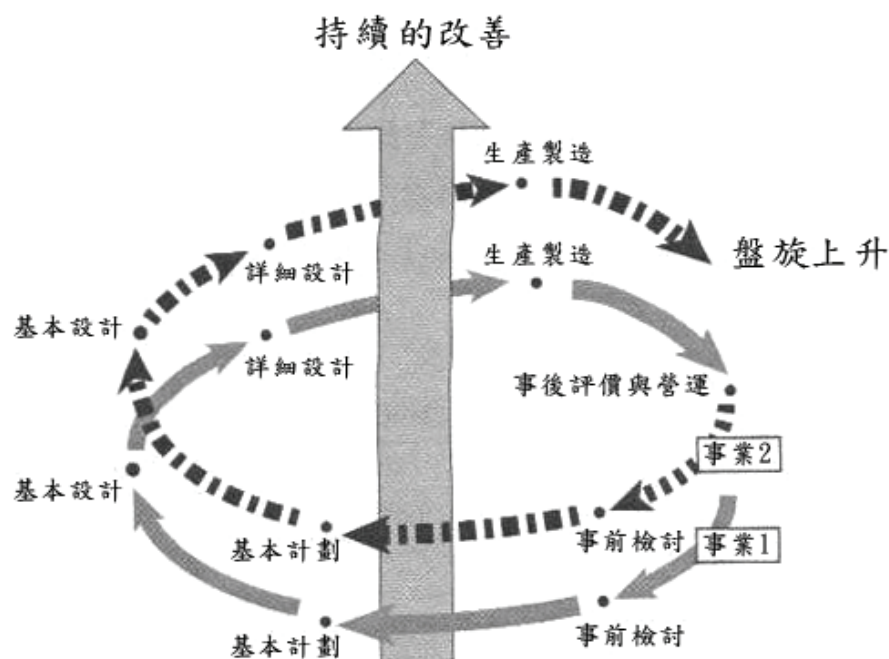 持續的改善
生產製造
盤旋上升
詳細設計
生產製造
基本設計
詳細設計
事後評價與營運
事業2
基本設計
基本計劃
事前檢討
事業1
基本計劃
事前檢討